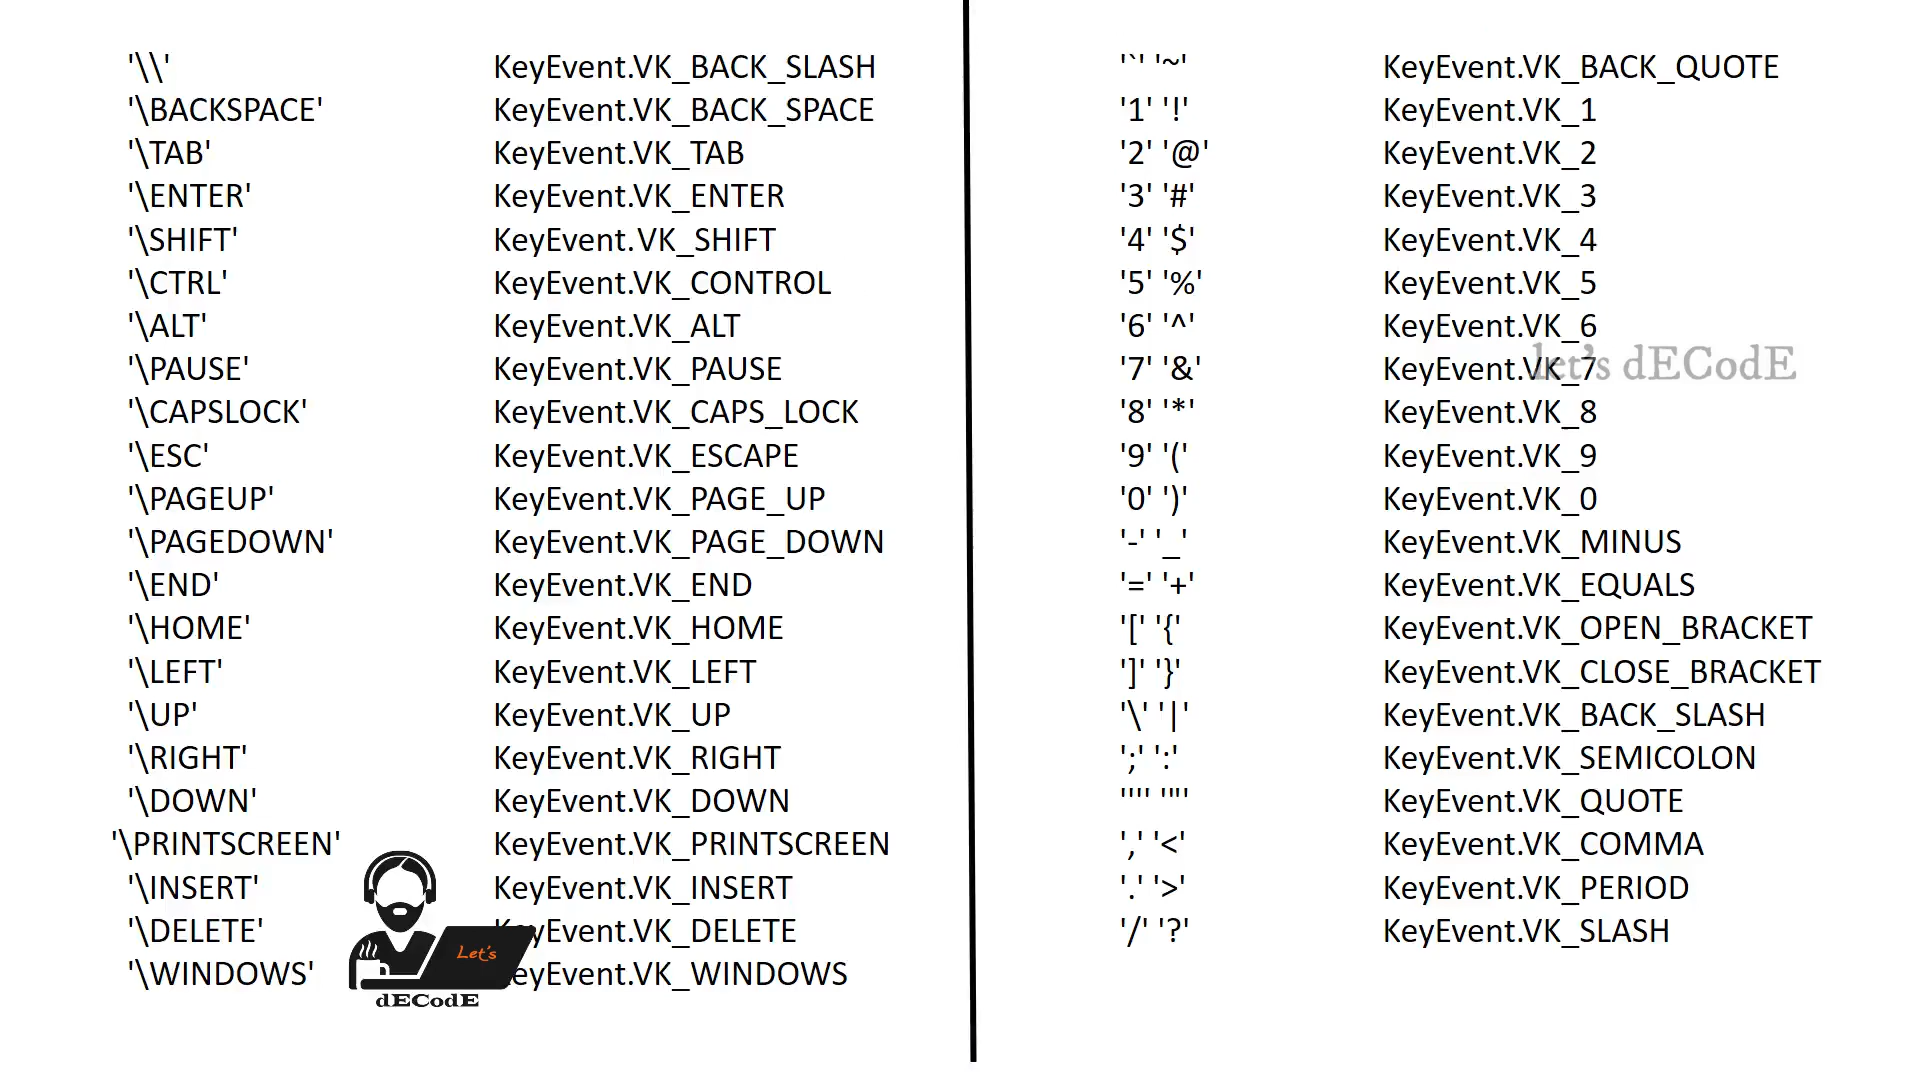 '\\' KeyEvent.VK_BACK_SLASH
'\BACKSPACE' KeyEvent.VK_BACK_SPACE
'\TAB' KeyEvent.VK_TAB
'\ENTER' KeyEvent.VK_ENTER
'\SHIFT' KeyEvent.VK_SHIFT
'\CTRL' KeyEvent.VK_CONTROL
'\ALT' KeyEvent.VK_ALT
'\PAUSE' KeyEvent.VK_PAUSE
'\CAPSLOCK' KeyEvent.VK_CAPS_LOCK
'\ESC' KeyEvent.VK_ESCAPE
'\PAGEUP' KeyEvent.VK_PAGE_UP
'\PAGEDOWN' KeyEvent.VK_PAGE_DOWN
'\END' KeyEvent.VK_END
'\HOME' KeyEvent.VK_HOME
'\LEFT' KeyEvent.VK_LEFT
'\UP' KeyEvent.VK_UP
'\RIGHT' KeyEvent.VK_RIGHT
'\DOWN' KeyEvent.VK_DOWN
'\PRINTSCREEN' KeyEvent.VK_PRINTSCREEN
'\INSERT' KeyEvent.VK_INSERT
'\DELETE' KeyEvent.VK_DELETE
'\WINDOWS' KeyEvent.VK_WINDOWS
Let's
dECodE
'`' '~' KeyEvent.VK_BACK_QUOTE
'1' '!' KeyEvent.VK_1
'2' '@' KeyEvent.VK_2
'3' '#' KeyEvent.VK_3
'4' '$' KeyEvent.VK_4
'5' '%' KeyEvent.VK_5
'6' '^' KeyEvent.VK_6
'7' '&' KeyEvent.VK_7
let's dECodE
'8' '*' KeyEvent.VK_8
'9' '(' KeyEvent.VK_9
'0' ')' KeyEvent.VK_0
'-' '_' KeyEvent.VK_MINUS
'=' '+' KeyEvent.VK_EQUALS
'[' '{' KeyEvent.VK_OPEN_BRACKET
']' '}' KeyEvent.VK_CLOSE_BRACKET
'\' '|' KeyEvent.VK_BACK_SLASH
';' ':' KeyEvent.VK_SEMICOLON
'''' '"' KeyEvent.VK_QUOTE
',' '<' KeyEvent.VK_COMMA
'.' '>' KeyEvent.VK_PERIOD
'/' '?' KeyEvent.VK_SLASH